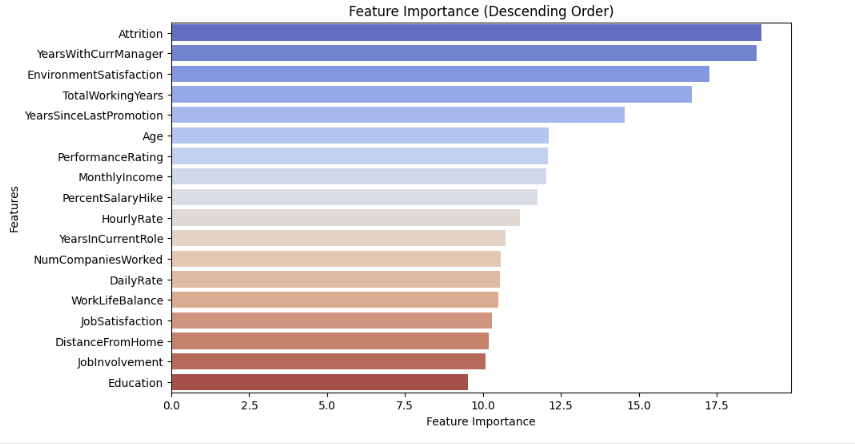 Feature Importance (Descending Order)
Features
Attrition
YearsWithCurrManager
EnvironmentSatisfaction
TotalWorkingYears
YearsSinceLastPromotion
Age
PerformanceRating
MonthlyIncome
PercentSalaryHike
HourlyRate
YearsInCurrentRole
NumCompaniesWorked
DailyRate
WorkLifeBalance
JobSatisfaction
DistanceFromHome
JobInvolvement
Education
0.0 2.5 5.0 7.5 10.0 12.5 15.0 17.5
Feature Importance